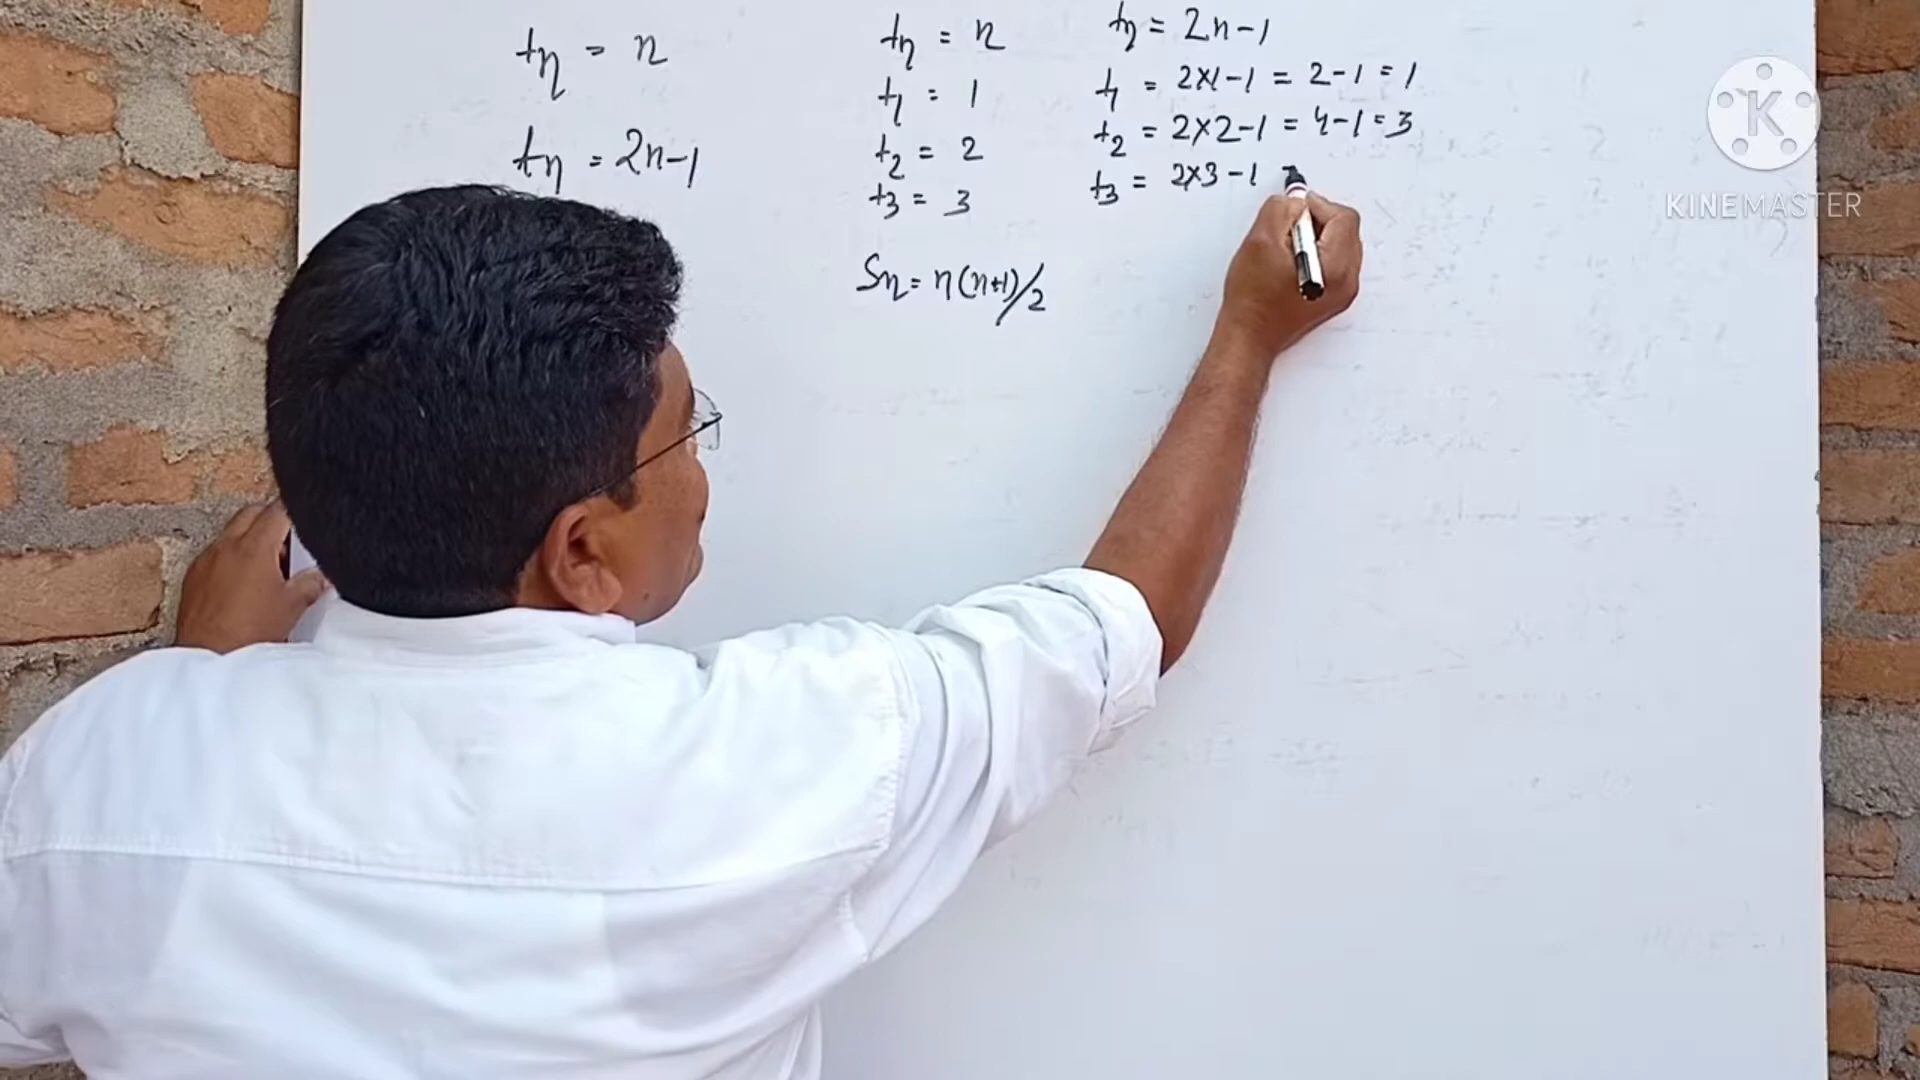 tn = n
tn = 2n-1
tn = n
t1 = 1
t2 = 2
t3 = 3
Sn = n(n+1)/2
tn = 2n-1
t1 = 2×1-1 = 2-1 = 1
t2 = 2×2-1 = 4-1 = 3
t3 = 2×3-1
K
KINEMASTER